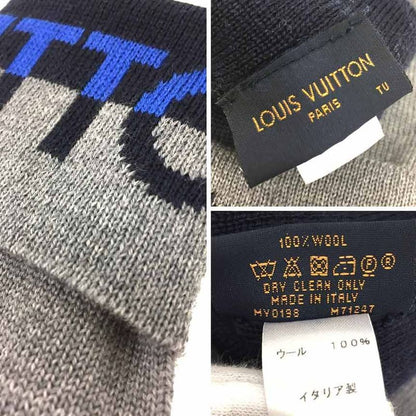 UTTO
LOUIS VUITTON
PARIS
TU
100% WOOL
P R
DRY CLEAN ONLY
MADE IN ITALY
MY0198 M71247
ウール 100%
イタリア製